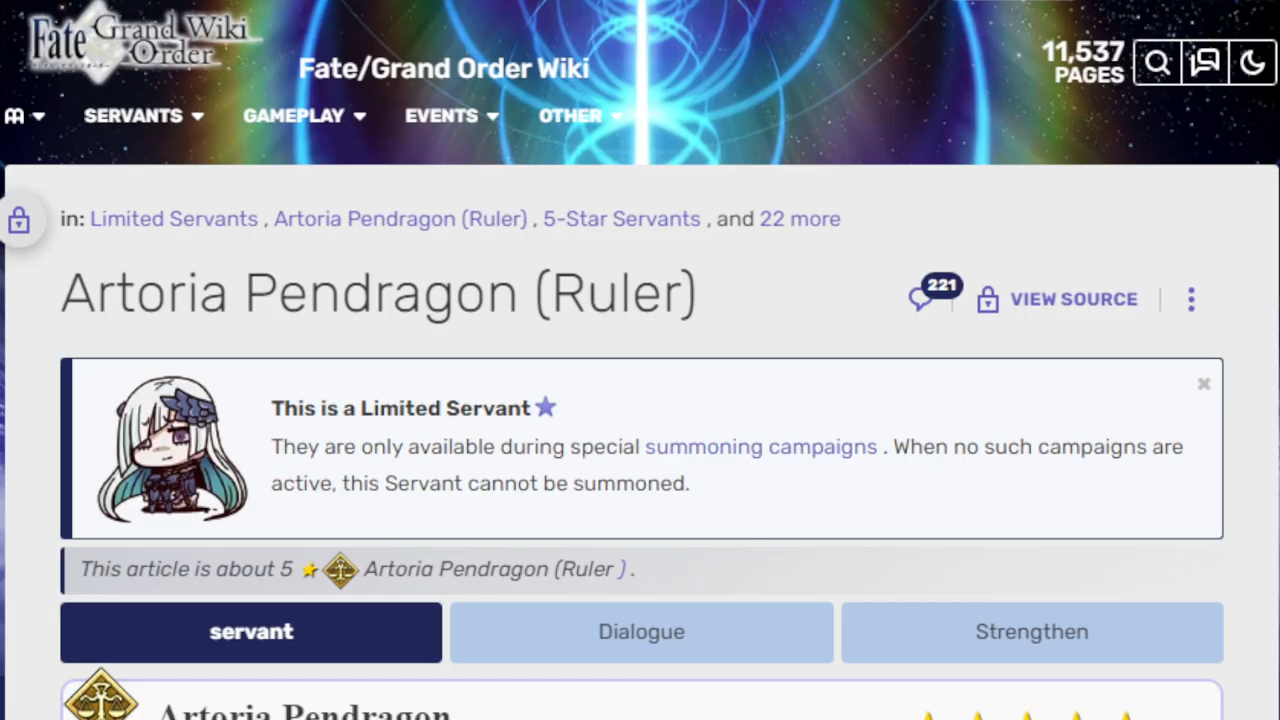 Fate Grand Wiki
Order
11,537
PAGES
Fate/Grand Order Wiki
SERVANTS GAMEPLAY EVENTS OTHER
in: Limited Servants , Artoria Pendragon (Ruler) , 5-Star Servants , and 22 more
Artoria Pendragon (Ruler)
221
VIEW SOURCE
This is a Limited Servant
They are only available during special summoning campaigns . When no such campaigns are
active, this Servant cannot be summoned.
This article is about 5 Artoria Pendragon (Ruler ) .
servant
Dialogue
Strengthen
Artoria Pendragon